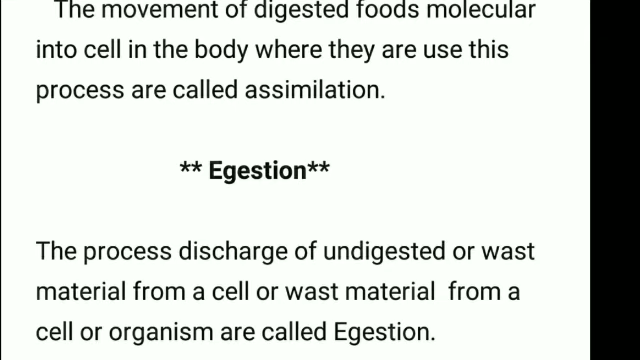 The movement of digested foods molecular
into cell in the body where they are use this
process are called assimilation.
** Egestion**
The process discharge of undigested or wast
material from a cell or wast material from a
cell or organism are called Egestion.